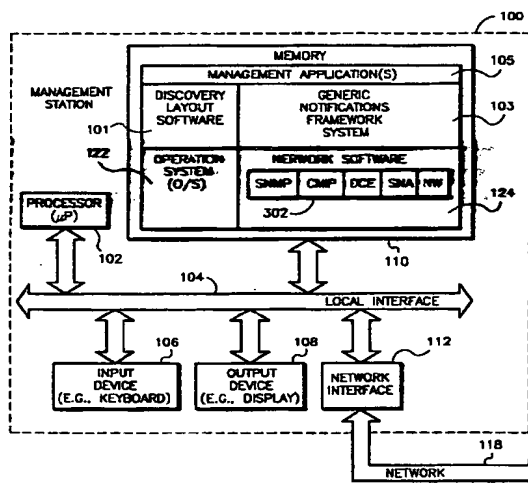 100
MEMORY
MANAGEMENT APPLICATION(S)
105
MANAGEMENT
STATION
DISCOVERY
LAYOUT
SOFTWARE
101
GENERIC
NOTIFICATIONS
FRAMEWORK
SYSTEM
103
122
OPERATION
SYSTEM
(O/S)
NETWORK SOFTWARE
SNMP CMIP DCE SNA NW
302
124
PROCESSOR
(µP)
102
110
104
LOCAL INTERFACE
106
108
112
INPUT
DEVICE
(E.G., KEYBOARD)
OUTPUT
DEVICE
(E.G., DISPLAY)
NETWORK
INTERFACE
118
NETWORK